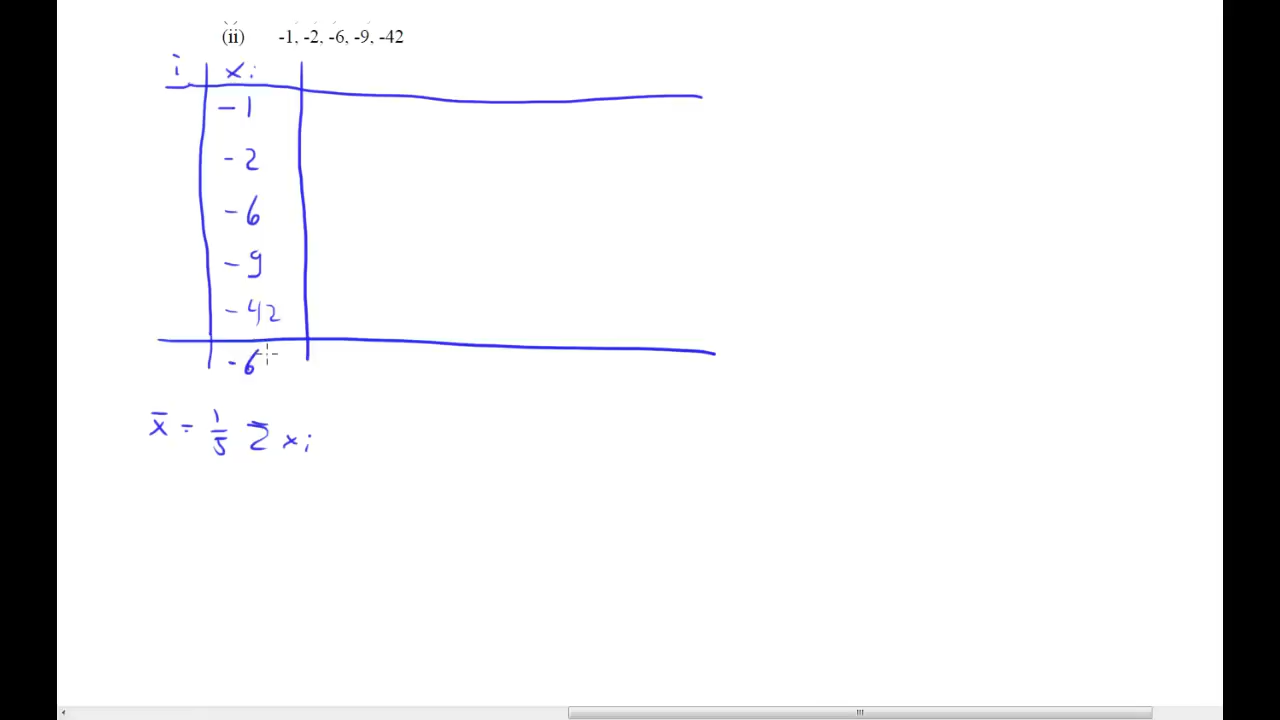 (ii) -1, -2, -6, -9, -42
i xi
-1
-2
-6
-9
-42
-6
x̄ = 1/5 Σ xi